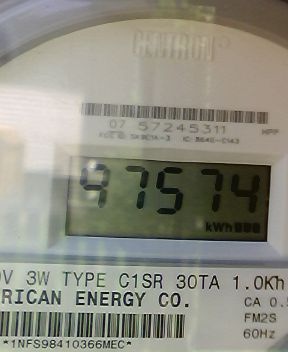 CENTRON
07 57245311
97574
kWh
V 3W TYPE C1SR 30TA 1.0Kh
RICAN ENERGY CO.
CA 0.5
FM2S
60Hz
*1NFS98410366MEC*